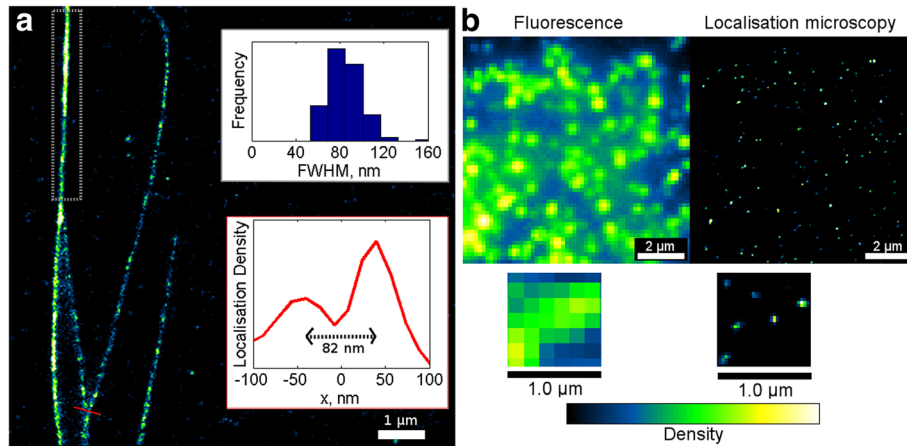 a
Frequency
0 40 80 120 160
FWHM, nm
Localisation Density
82 nm
-100 -50 0 50 100
x, nm
1 µm
b
Fluorescence
Localisation microscopy
2 µm
2 µm
1.0 µm
1.0 µm
Density